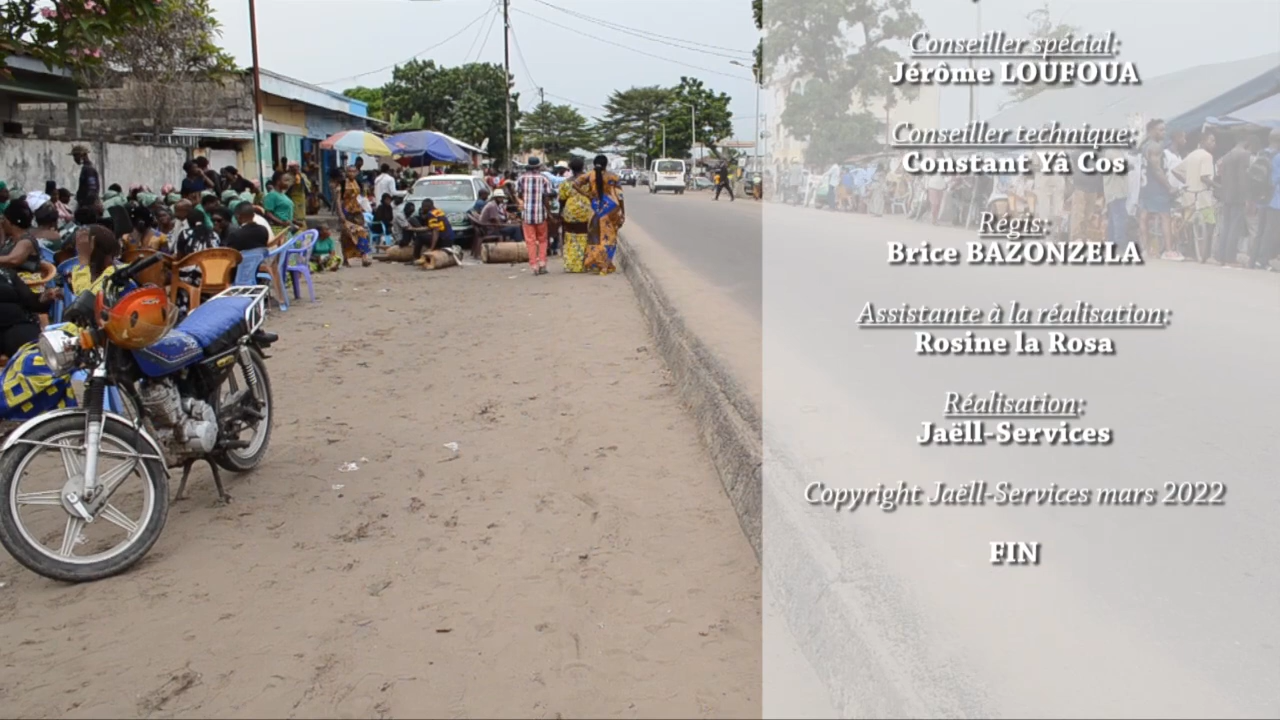 Conseiller spécial:
Jérôme LOUFOUA
Conseiller technique:
Constant Yâ Cos
Régis:
Brice BAZONZELA
Assistante à la réalisation:
Rosine la Rosa
Réalisation:
Jaëll-Services
Copyright Jaëll-Services mars 2022
FIN